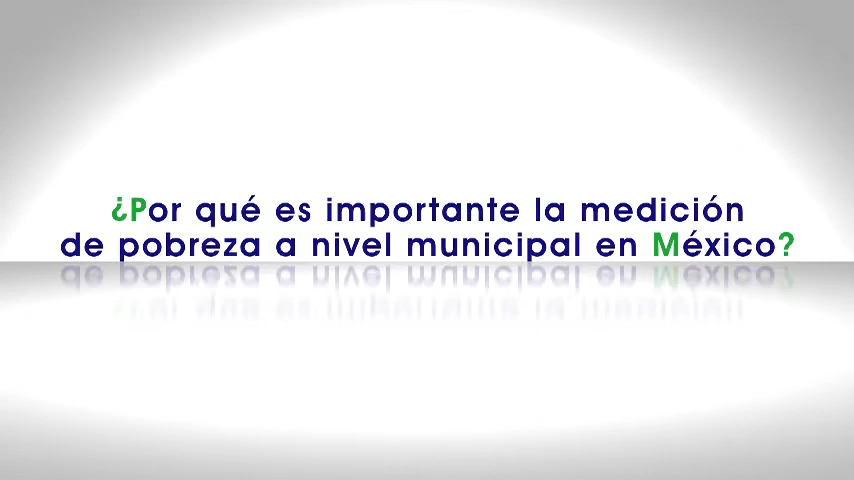 ¿Por qué es importante la medición
de pobreza a nivel municipal en México?